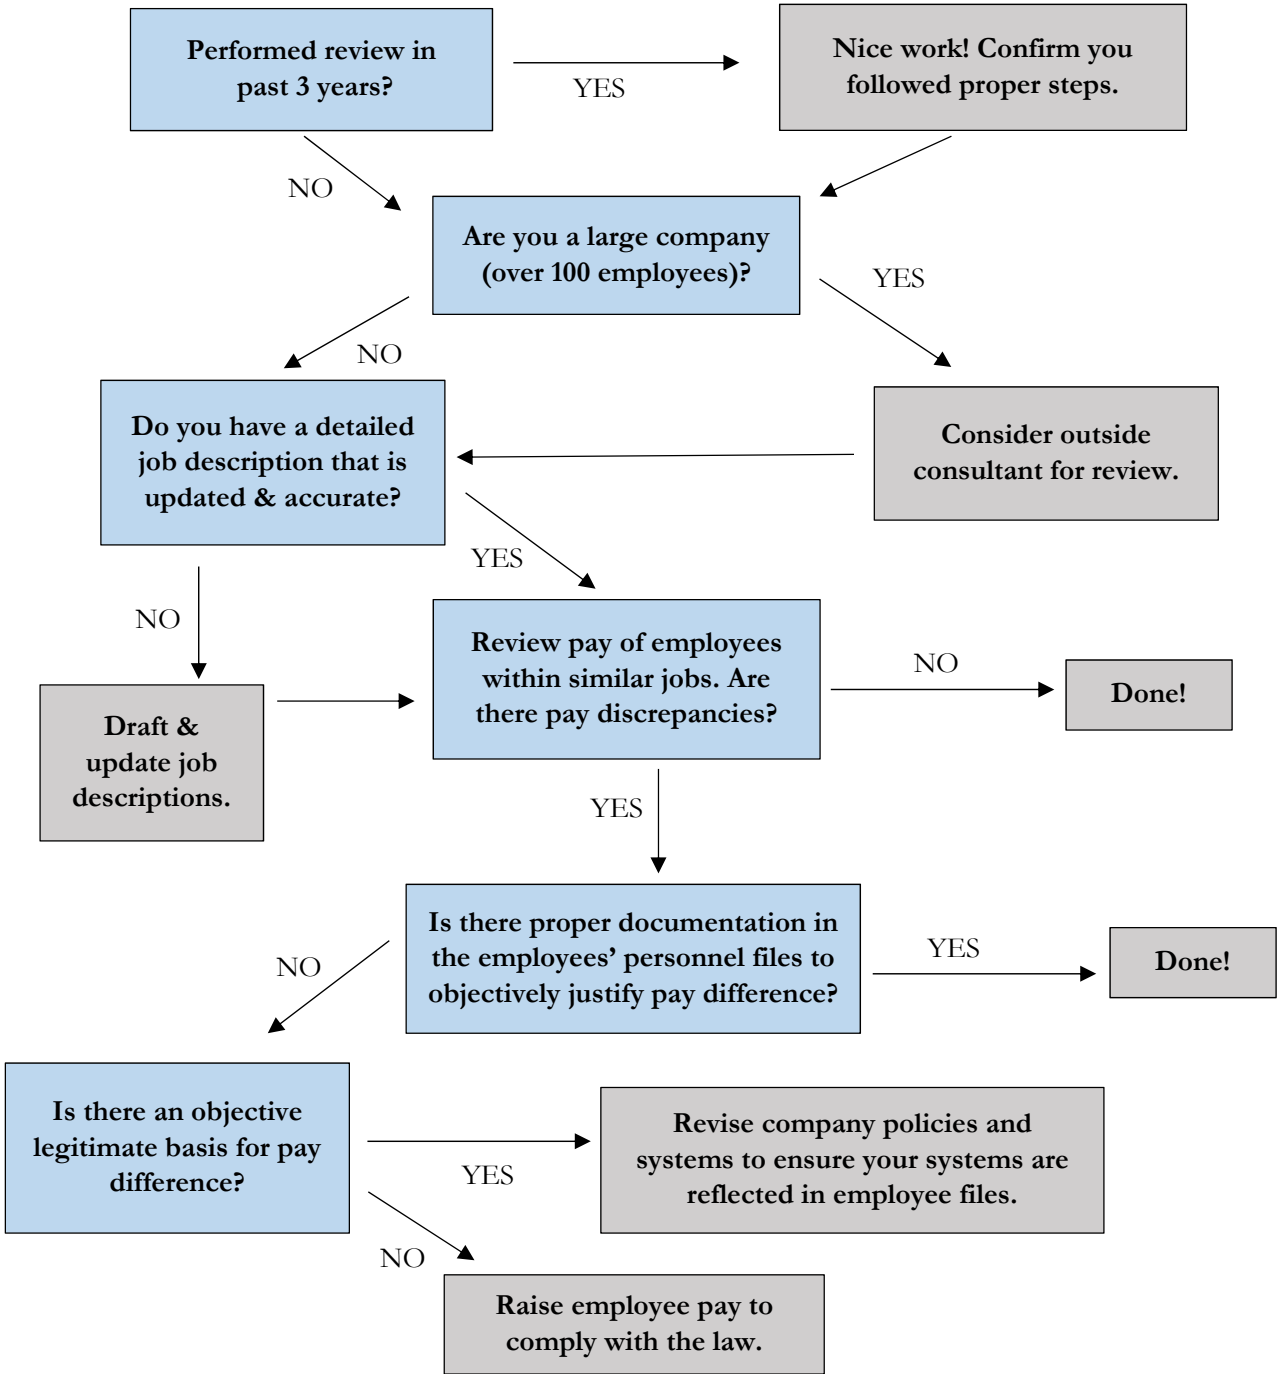 Performed review in
past 3 years?
YES
Nice work! Confirm you
followed proper steps.
NO
Are you a large company
(over 100 employees)?
YES
NO
Do you have a detailed
job description that is
updated & accurate?
Consider outside
consultant for review.
YES
NO
Review pay of employees
within similar jobs. Are
there pay discrepancies?
NO
Done!
Draft &
update job
descriptions.
YES
Is there proper documentation in
the employees’ personnel files to
objectively justify pay difference?
YES
Done!
NO
Is there an objective
legitimate basis for pay
difference?
YES
Revise company policies and
systems to ensure your systems are
reflected in employee files.
NO
Raise employee pay to
comply with the law.